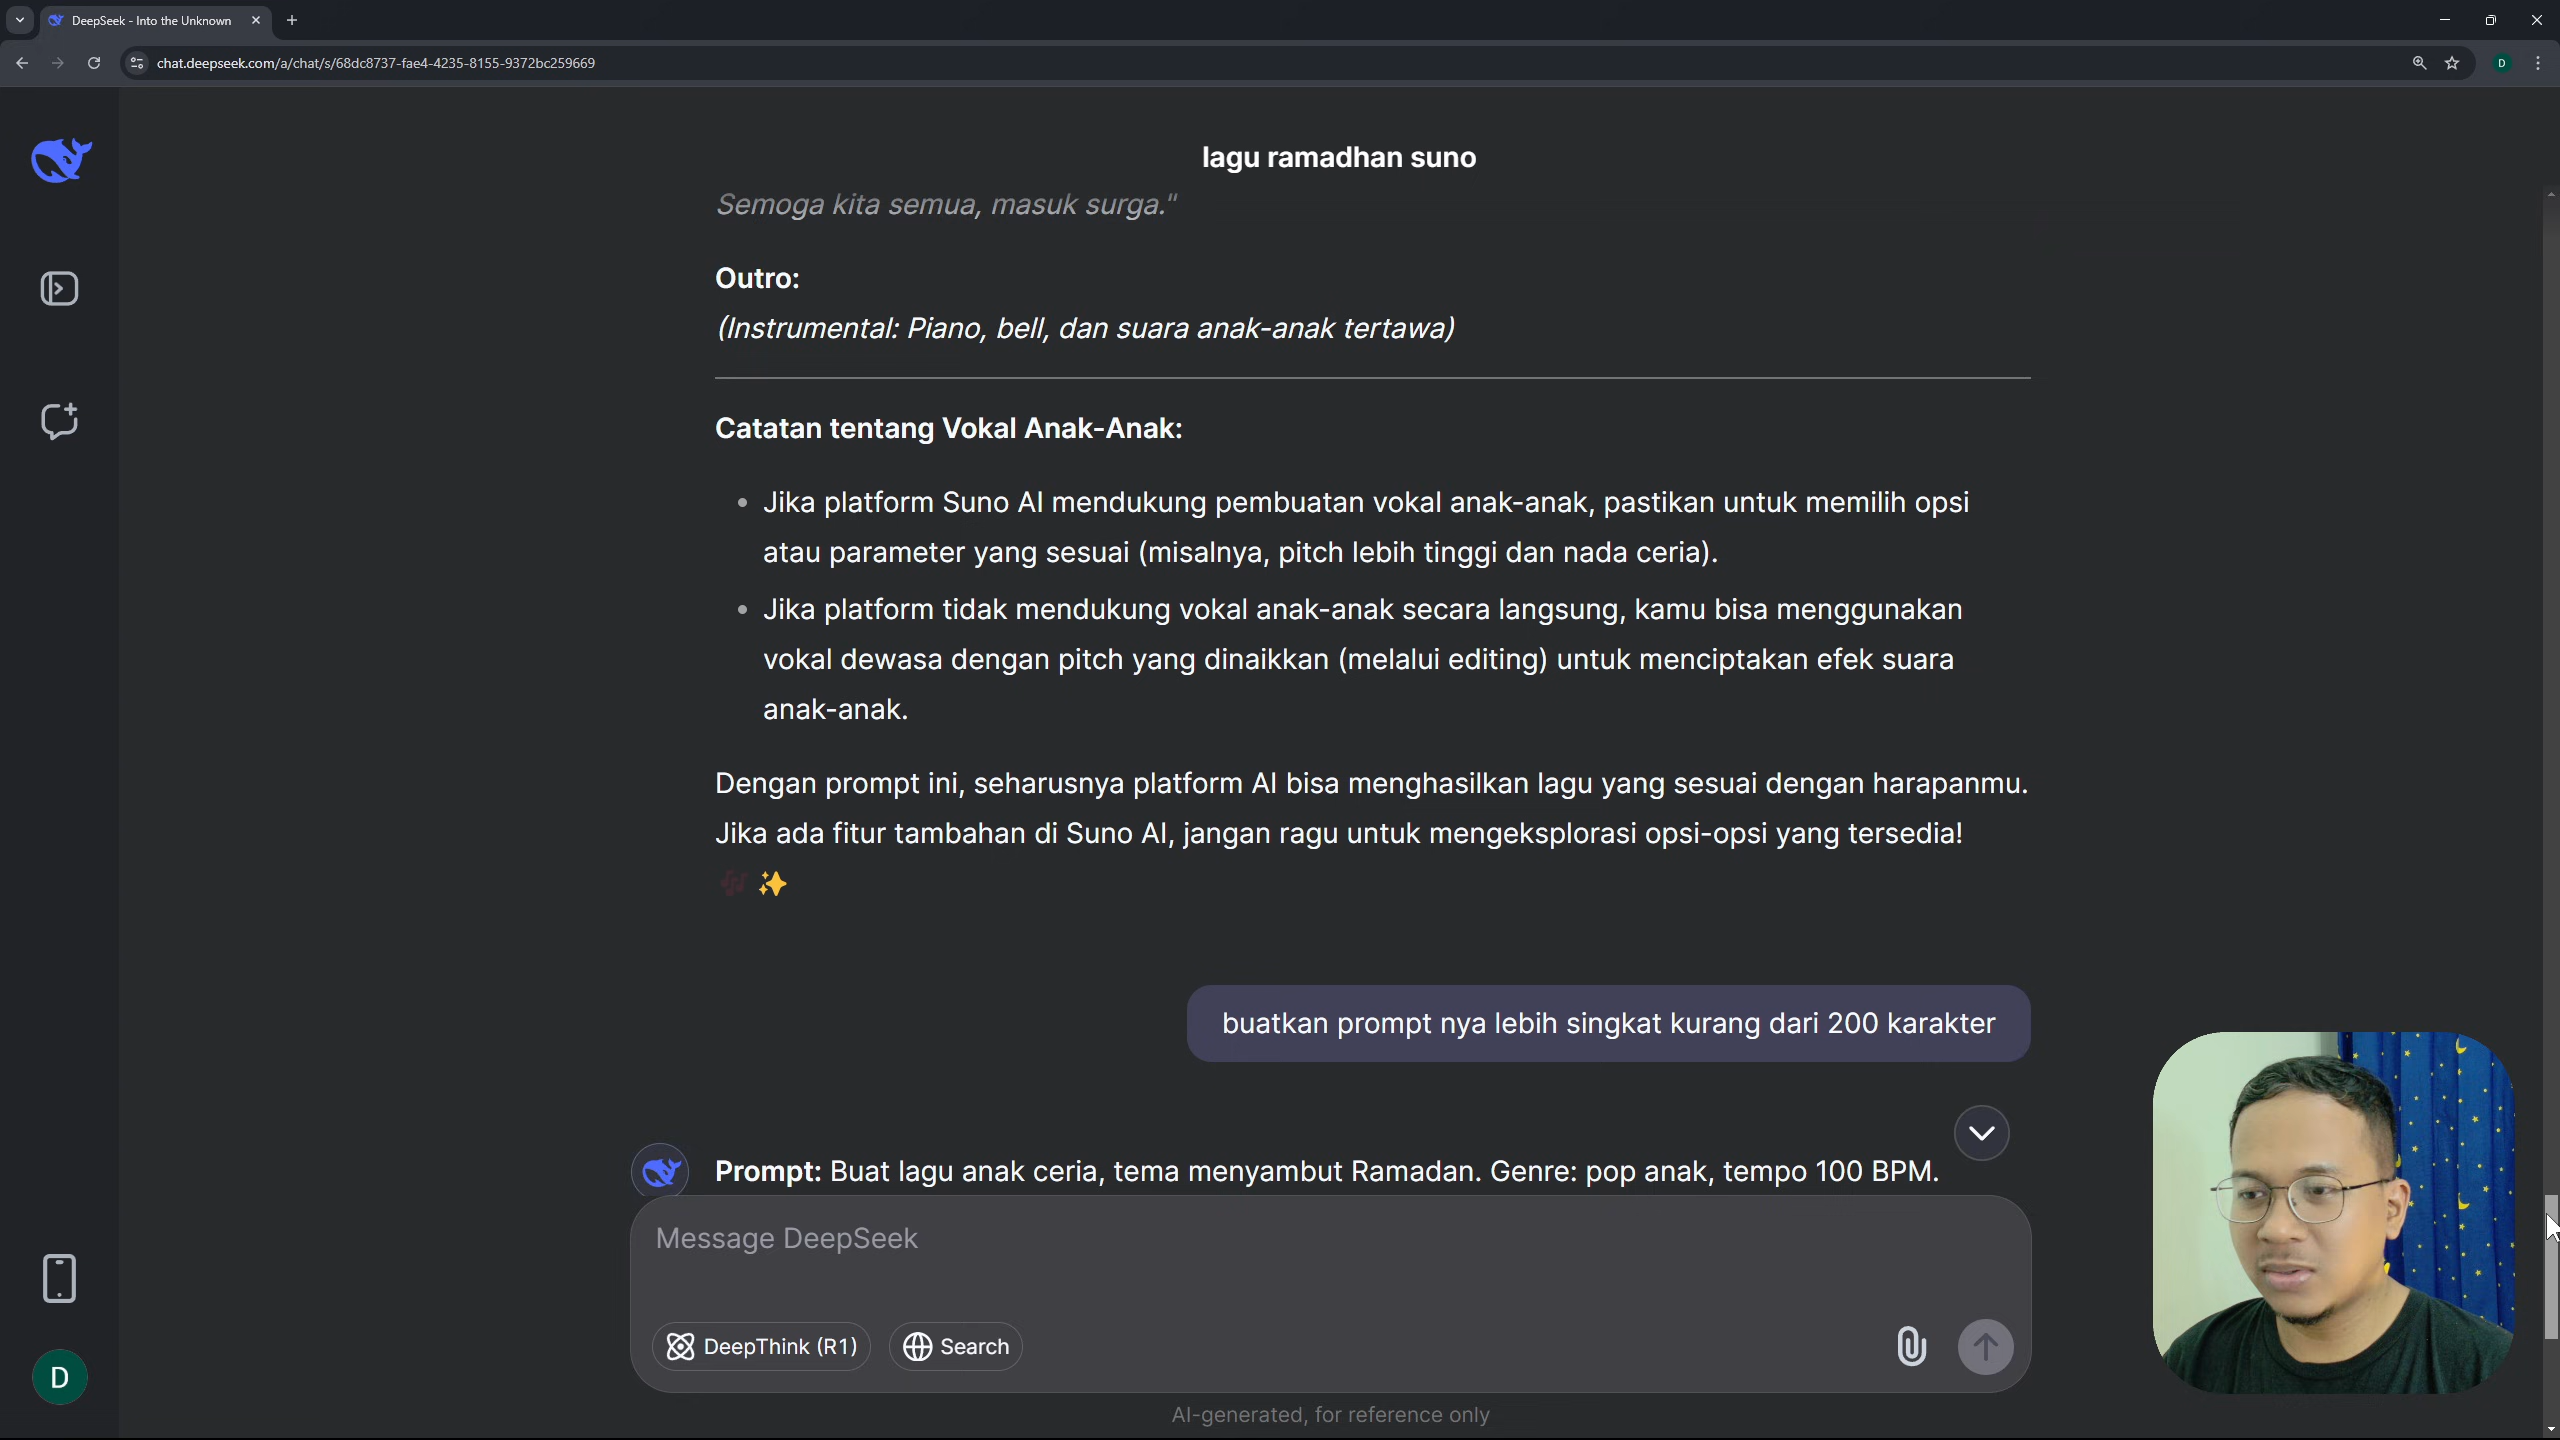 DeepSeek - Into the Unknown
chat.deepseek.com/a/chat/s/68dc8737-fae4-4235-8155-9372bc259669
D
lagu ramadhan suno
Semoga kita semua, masuk surga."
Outro:
(Instrumental: Piano, bell, dan suara anak-anak tertawa)
Catatan tentang Vokal Anak-Anak:
Jika platform Suno AI mendukung pembuatan vokal anak-anak, pastikan untuk memilih opsi
atau parameter yang sesuai (misalnya, pitch lebih tinggi dan nada ceria).
Jika platform tidak mendukung vokal anak-anak secara langsung, kamu bisa menggunakan
vokal dewasa dengan pitch yang dinaikkan (melalui editing) untuk menciptakan efek suara
anak-anak.
Dengan prompt ini, seharusnya platform AI bisa menghasilkan lagu yang sesuai dengan harapanmu.
Jika ada fitur tambahan di Suno AI, jangan ragu untuk mengeksplorasi opsi-opsi yang tersedia!
🎶 ✨
buatkan prompt nya lebih singkat kurang dari 200 karakter
Prompt: Buat lagu anak ceria, tema menyambut Ramadan. Genre: pop anak, tempo 100 BPM.
Message DeepSeek
DeepThink (R1)
Search
D
AI-generated, for reference only